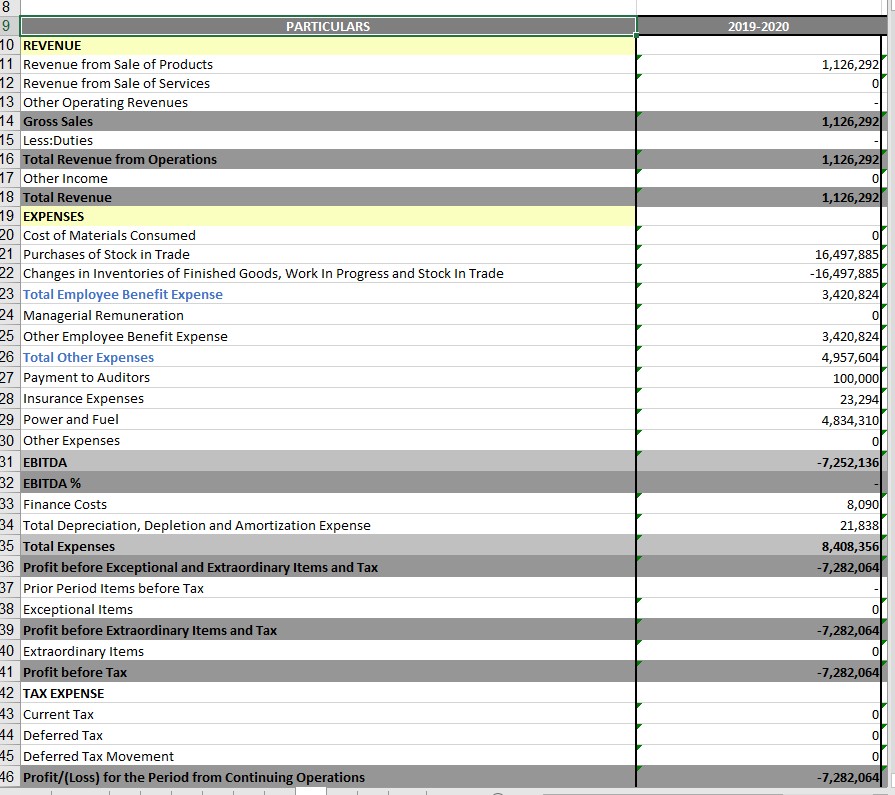 8
9 PARTICULARS 2019-2020
10 REVENUE
11 Revenue from Sale of Products 1,126,292
12 Revenue from Sale of Services 0
13 Other Operating Revenues -
14 Gross Sales 1,126,292
15 Less:Duties -
16 Total Revenue from Operations 1,126,292
17 Other Income 0
18 Total Revenue 1,126,292
19 EXPENSES
20 Cost of Materials Consumed 0
21 Purchases of Stock in Trade 16,497,885
22 Changes in Inventories of Finished Goods, Work In Progress and Stock In Trade -16,497,885
23 Total Employee Benefit Expense 3,420,824
24 Managerial Remuneration 0
25 Other Employee Benefit Expense 3,420,824
26 Total Other Expenses 4,957,604
27 Payment to Auditors 100,000
28 Insurance Expenses 23,294
29 Power and Fuel 4,834,310
30 Other Expenses 0
31 EBITDA -7,252,136
32 EBITDA % -
33 Finance Costs 8,090
34 Total Depreciation, Depletion and Amortization Expense 21,838
35 Total Expenses 8,408,356
36 Profit before Exceptional and Extraordinary Items and Tax -7,282,064
37 Prior Period Items before Tax -
38 Exceptional Items 0
39 Profit before Extraordinary Items and Tax -7,282,064
40 Extraordinary Items 0
41 Profit before Tax -7,282,064
42 TAX EXPENSE
43 Current Tax 0
44 Deferred Tax 0
45 Deferred Tax Movement 0
46 Profit/(Loss) for the Period from Continuing Operations -7,282,064